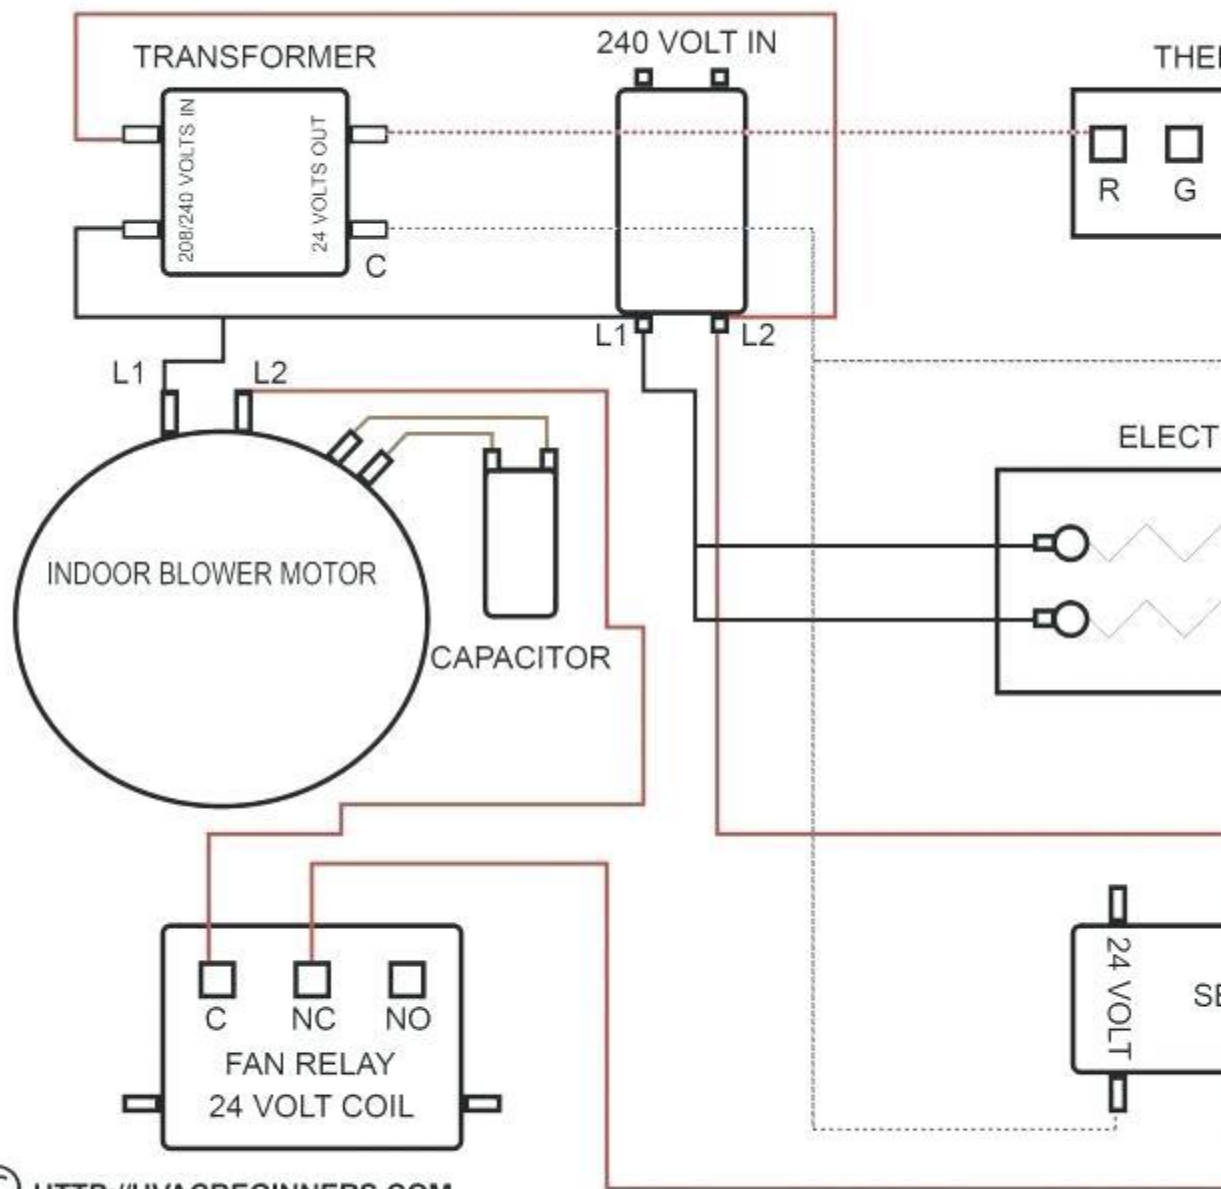 TRANSFORMER
240 VOLT IN
208/240 VOLTS IN
24 VOLTS OUT
C
R
G
L1
L2
L1
L2
INDOOR BLOWER MOTOR
CAPACITOR
C
NC
NO
FAN RELAY
24 VOLT COIL
24 VOLT